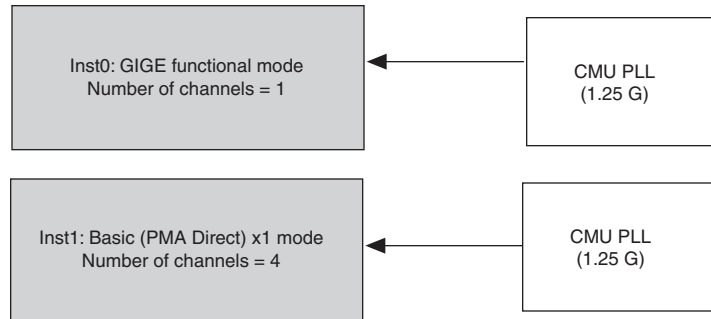 Inst0: GIGE functional mode
Number of channels = 1
CMU PLL
(1.25 G)
Inst1: Basic (PMA Direct) x1 mode
Number of channels = 4
CMU PLL
(1.25 G)